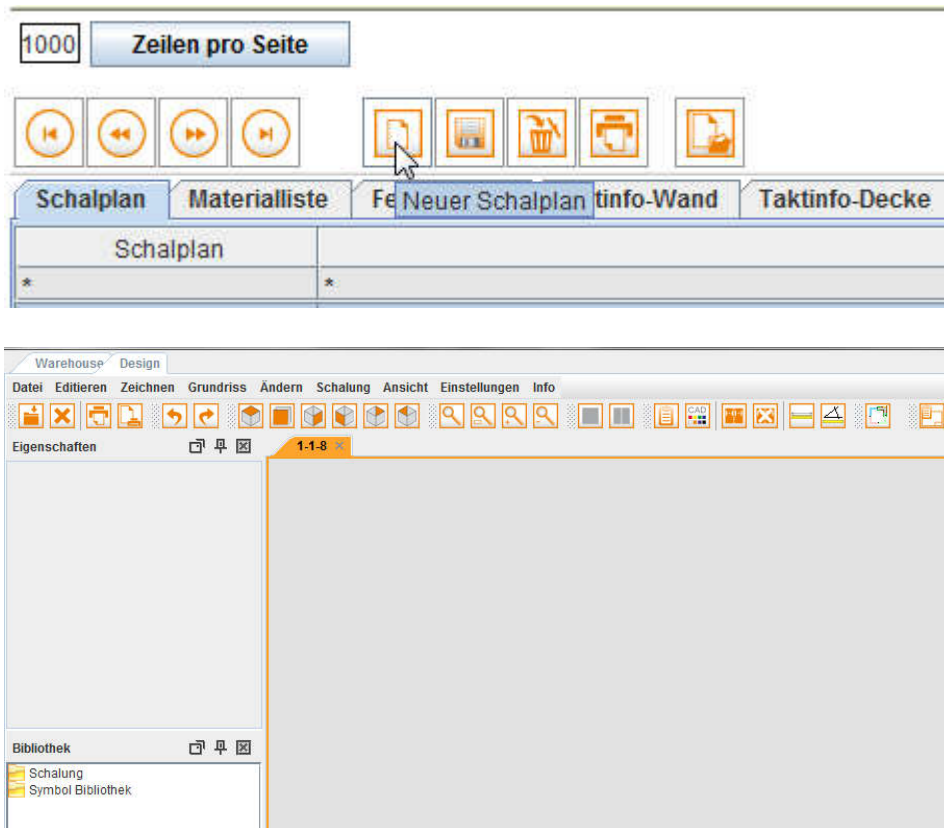 1000 Zeilen pro Seite
Schalplan Materialliste Fe Neuer Schalplan tinfo-Wand Taktinfo-Decke
Schalplan
* *
Warehouse Design
Datei Editieren Zeichnen Grundriss Ändern Schalung Ansicht Einstellungen Info
CAD
Eigenschaften 1-1-8
Bibliothek
Schalung
Symbol Bibliothek